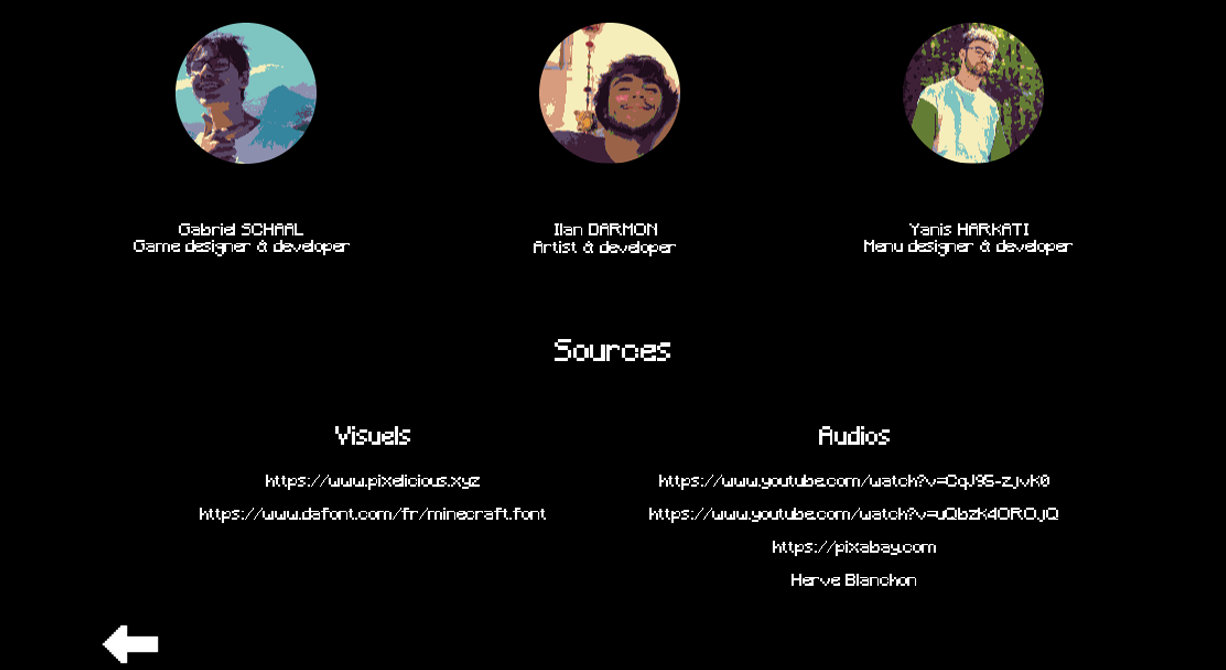 Gabriel SCHAAL
Game designer & developer
Ilan DARMON
Artist & developer
Yanis HARKATI
Menu designer & developer
Sources
Visuels
https://www.pixelicious.xyz
https://www.dafont.com/fr/minecraft.font
Audios
https://www.youtube.com/watch?v=CqJ95-zjvK0
https://www.youtube.com/watch?v=uQbzK4OROjQ
https://pixabay.com
Herve Blanchon